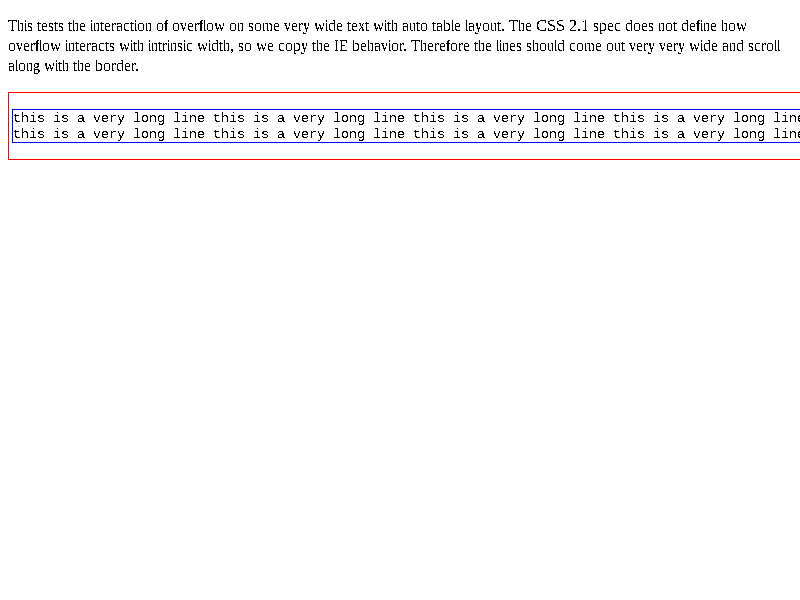 This tests the interaction of overflow on some very wide text with auto table layout. The CSS 2.1 spec does not define how
overflow interacts with intrinsic width, so we copy the IE behavior. Therefore the lines should come out very very wide and scroll
along with the border.
this is a very long line this is a very long line this is a very long line this is a very long line
this is a very long line this is a very long line this is a very long line this is a very long line